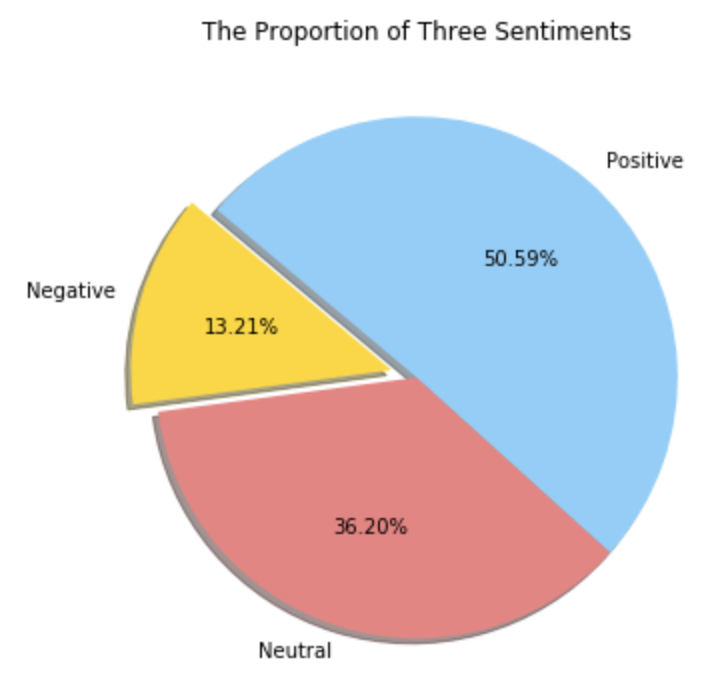 The Proportion of Three Sentiments
Positive
50.59%
Negative
13.21%
36.20%
Neutral